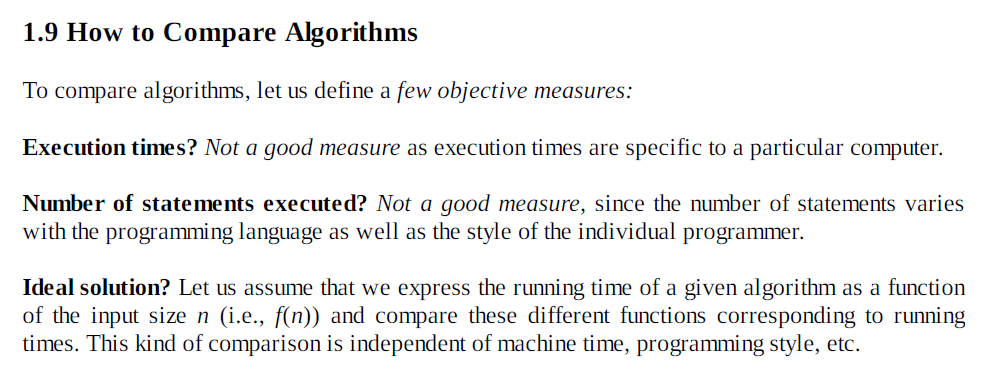 1.9 How to Compare Algorithms
To compare algorithms, let us define a few objective measures:
Execution times? Not a good measure as execution times are specific to a particular computer.
Number of statements executed? Not a good measure, since the number of statements varies
with the programming language as well as the style of the individual programmer.
Ideal solution? Let us assume that we express the running time of a given algorithm as a function
of the input size n (i.e., f(n)) and compare these different functions corresponding to running
times. This kind of comparison is independent of machine time, programming style, etc.